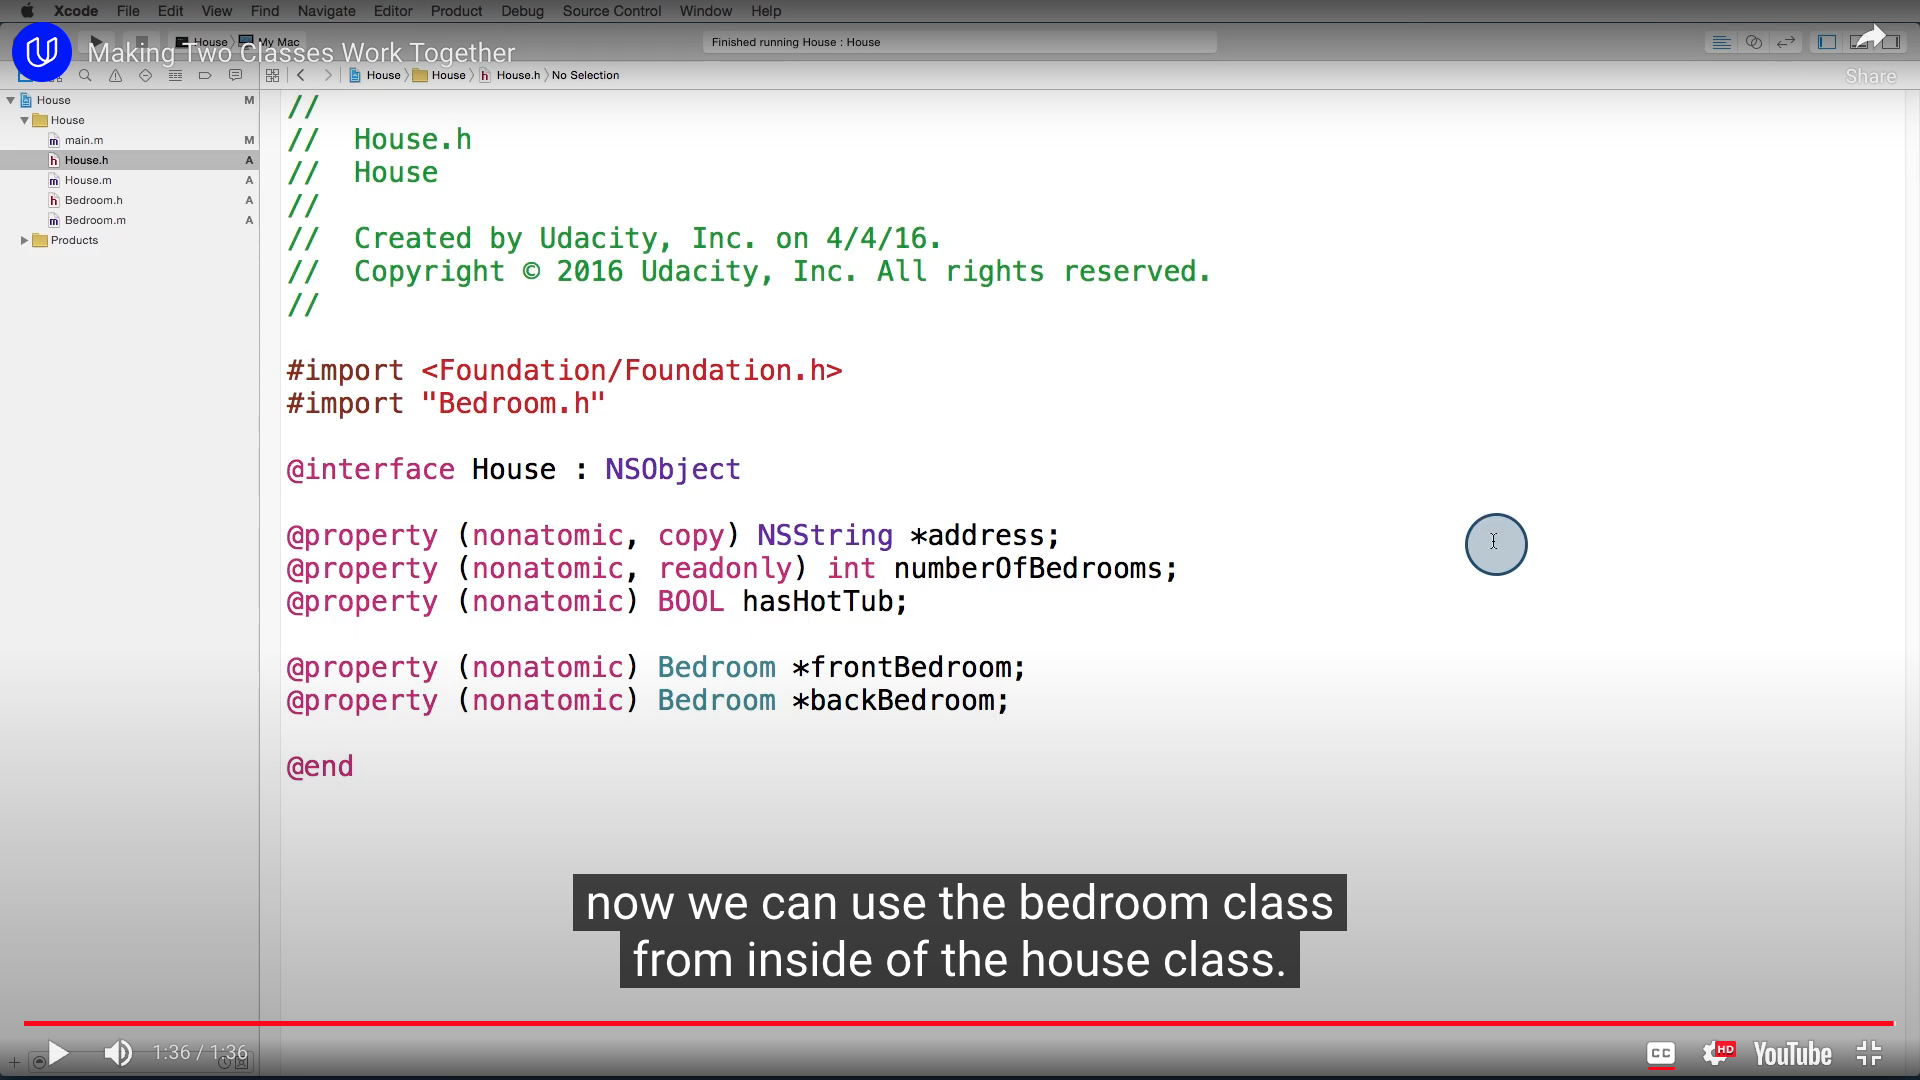 Xcode File Edit View Find Navigate Editor Product Debug Source Control Window Help
House My Mac
Finished running House : House
Making Two Classes Work Together
Share
House House House.h No Selection
House M
House
main.m M
House.h A
House.m A
Bedroom.h A
Bedroom.m A
Products
//
// House.h
// House
//
// Created by Udacity, Inc. on 4/4/16.
// Copyright © 2016 Udacity, Inc. All rights reserved.
//
#import <Foundation/Foundation.h>
#import "Bedroom.h"
@interface House : NSObject
@property (nonatomic, copy) NSString *address;
@property (nonatomic, readonly) int numberOfBedrooms;
@property (nonatomic) BOOL hasHotTub;
@property (nonatomic) Bedroom *frontBedroom;
@property (nonatomic) Bedroom *backBedroom;
@end
now we can use the bedroom class
from inside of the house class.
1:36 / 1:36
CC
HD
YouTube